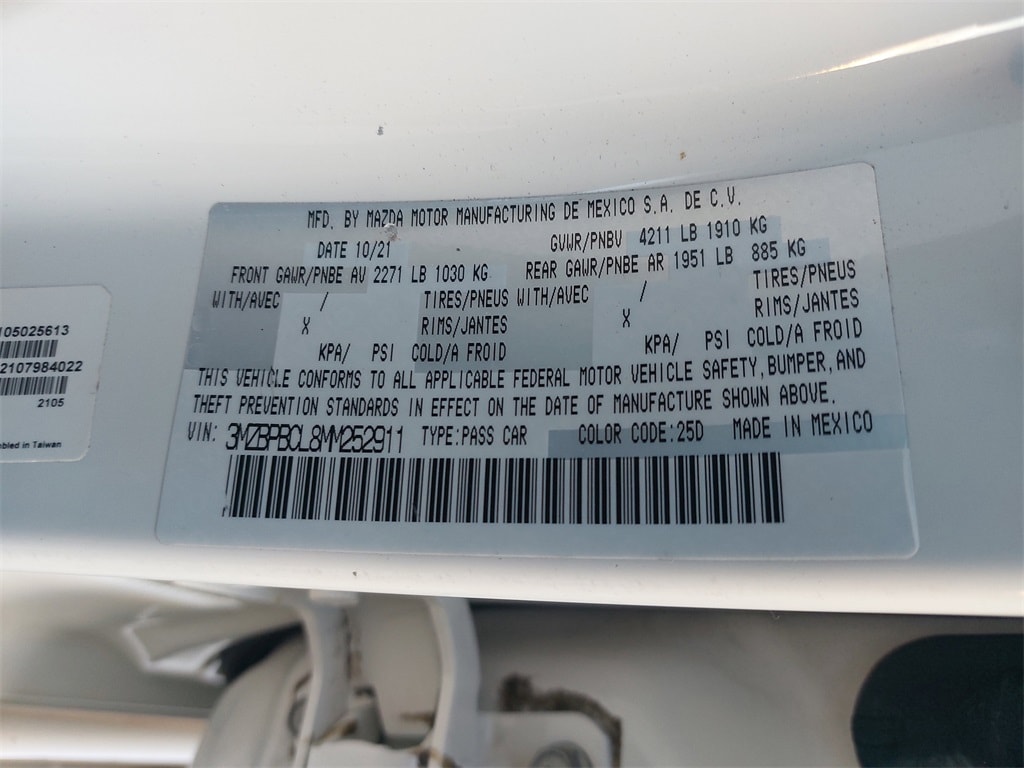 MFD. BY MAZDA MOTOR MANUFACTURING DE MEXICO S.A. DE C.V.
DATE 10/21 GVWR/PNBV 4211 LB 1910 KG
FRONT GAWR/PNBE AV 2271 LB 1030 KG REAR GAWR/PNBE AR 1951 LB 885 KG
WITH/AVEC / TIRES/PNEUS WITH/AVEC / TIRES/PNEUS
X RIMS/JANTES X RIMS/JANTES
KPA/ PSI COLD/A FROID KPA/ PSI COLD/A FROID
THIS VEHICLE CONFORMS TO ALL APPLICABLE FEDERAL MOTOR VEHICLE SAFETY, BUMPER, AND
THEFT PREVENTION STANDARDS IN EFFECT ON THE DATE OF MANUFACTURE SHOWN ABOVE.
VIN: 3MZBPBCL8MM252911 TYPE:PASS CAR COLOR CODE:25D MADE IN MEXICO
105025613
2107984022
2105
in Taiwan